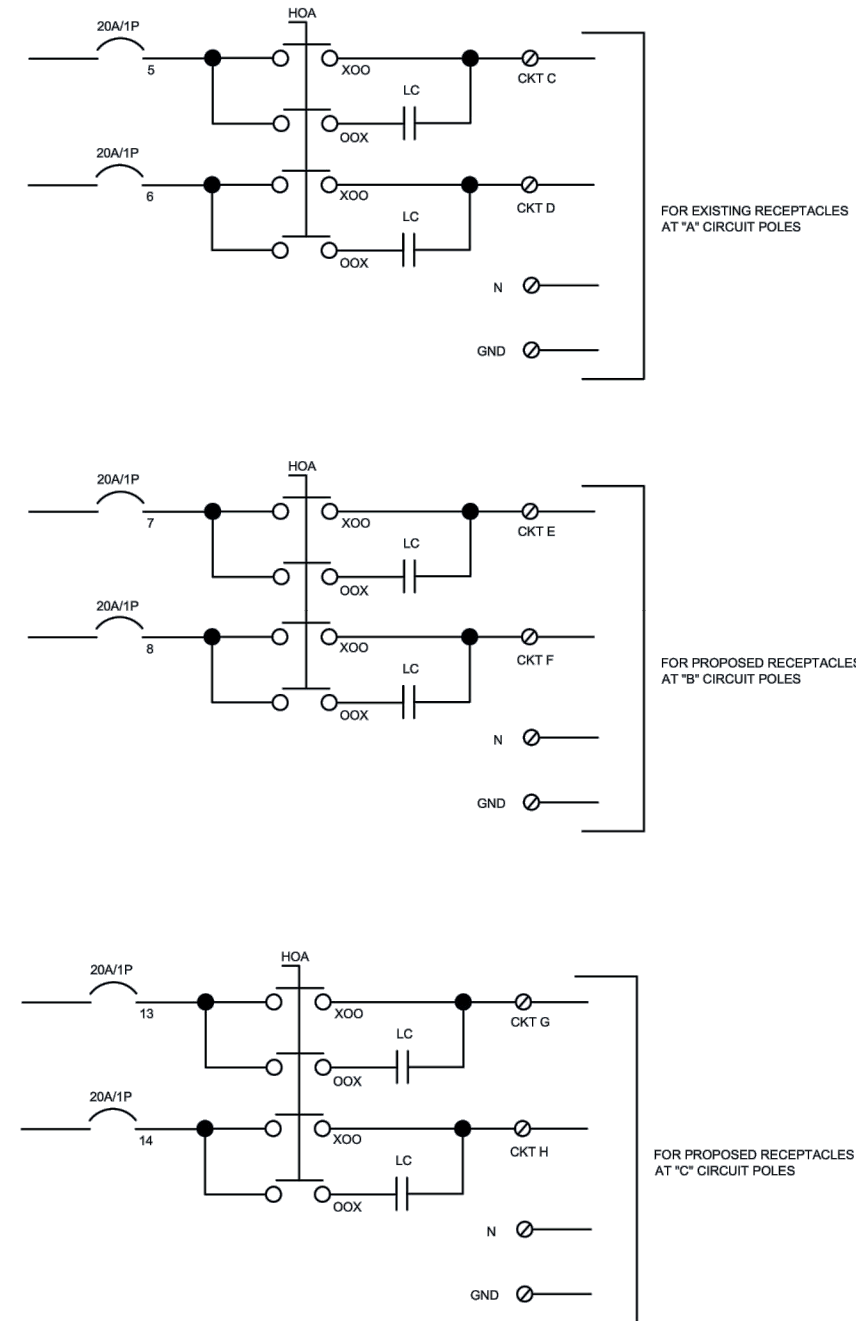 HOA
20A/1P
5
XOO
CKT C
LC
OOX
20A/1P
6
XOO
CKT D
LC
OOX
FOR EXISTING RECEPTACLES
AT "A" CIRCUIT POLES
N
GND
HOA
20A/1P
7
XOO
CKT E
LC
OOX
20A/1P
8
XOO
CKT F
LC
OOX
FOR PROPOSED RECEPTACLES
AT "B" CIRCUIT POLES
N
GND
HOA
20A/1P
13
XOO
CKT G
LC
OOX
20A/1P
14
XOO
CKT H
LC
OOX
FOR PROPOSED RECEPTACLES
AT "C" CIRCUIT POLES
N
GND